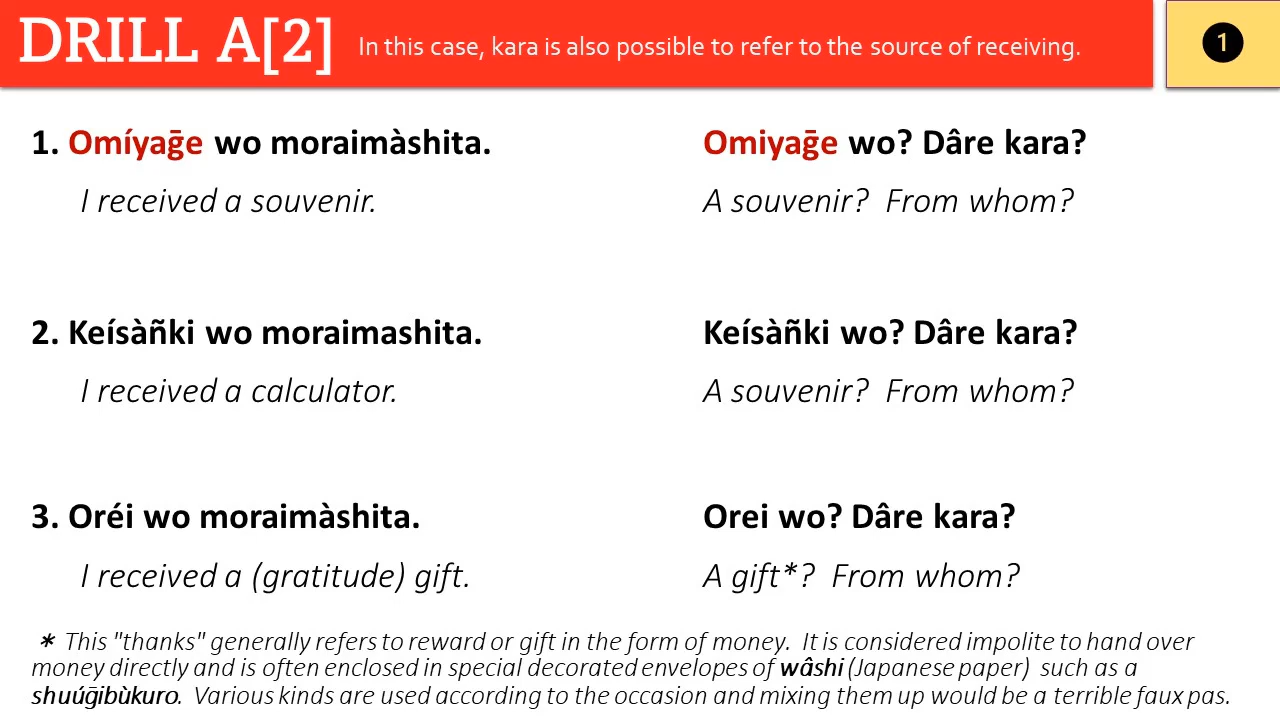 DRILL A[2] In this case, kara is also possible to refer to the source of receiving. 1
1. Omíyaḡe wo moraimàshita. Omiyaḡe wo? Dâre kara?
I received a souvenir. A souvenir? From whom?
2. Keísàñki wo moraimashita. Keísàñki wo? Dâre kara?
I received a calculator. A souvenir? From whom?
3. Oréi wo moraimàshita. Orei wo? Dâre kara?
I received a (gratitude) gift. A gift*? From whom?
* This "thanks" generally refers to reward or gift in the form of money. It is considered impolite to hand over
money directly and is often enclosed in special decorated envelopes of wâshi (Japanese paper) such as a
shuúḡibùkuro. Various kinds are used according to the occasion and mixing them up would be a terrible faux pas.